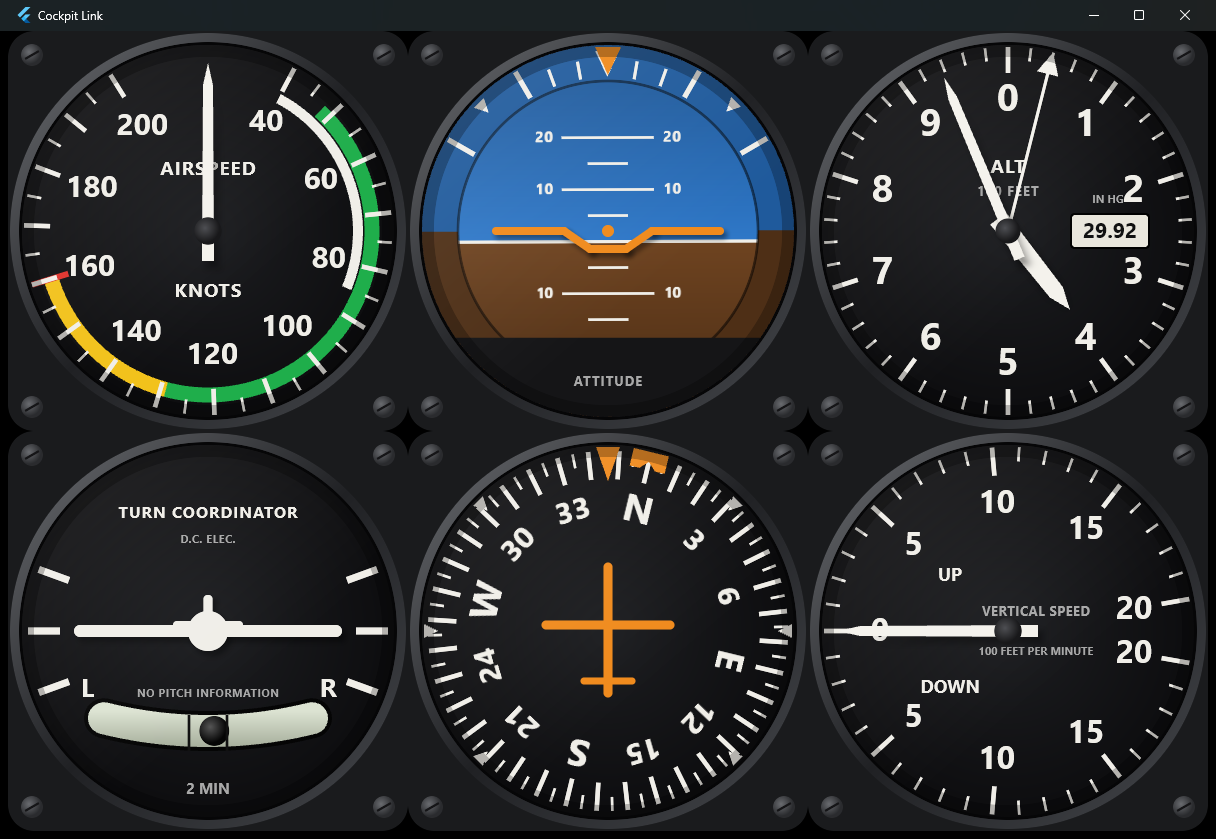 Cockpit Link
200
40
AIRSPEED
180
60
160
80
KNOTS
140
100
120
20 20
10 10
10 10
ATTITUDE
0
9
1
ALT
100 FEET
8
2
IN HG
29.92
7
3
6
4
5
TURN COORDINATOR
D.C. ELEC.
L
R
NO PITCH INFORMATION
2 MIN
N
3
6
E
12
15
S
21
24
W
30
33
10
5
15
UP
VERTICAL SPEED
20
0
100 FEET PER MINUTE
20
DOWN
5
15
10